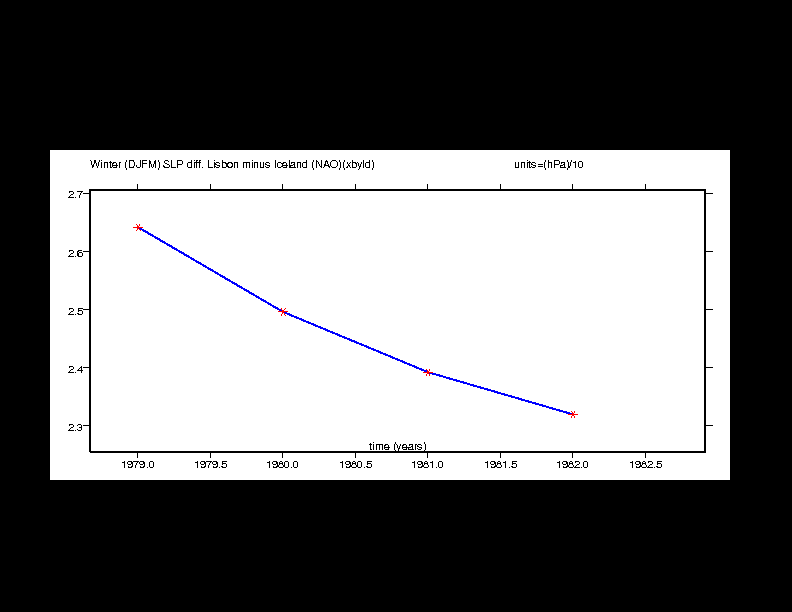 Winter (DJFM) SLP diff. Lisbon minus Iceland (NAO)(xbyld) units=(hPa)/10
2.7
2.6
2.5
2.4
2.3
time (years)
1979.0 1979.5 1980.0 1980.5 1981.0 1981.5 1982.0 1982.5